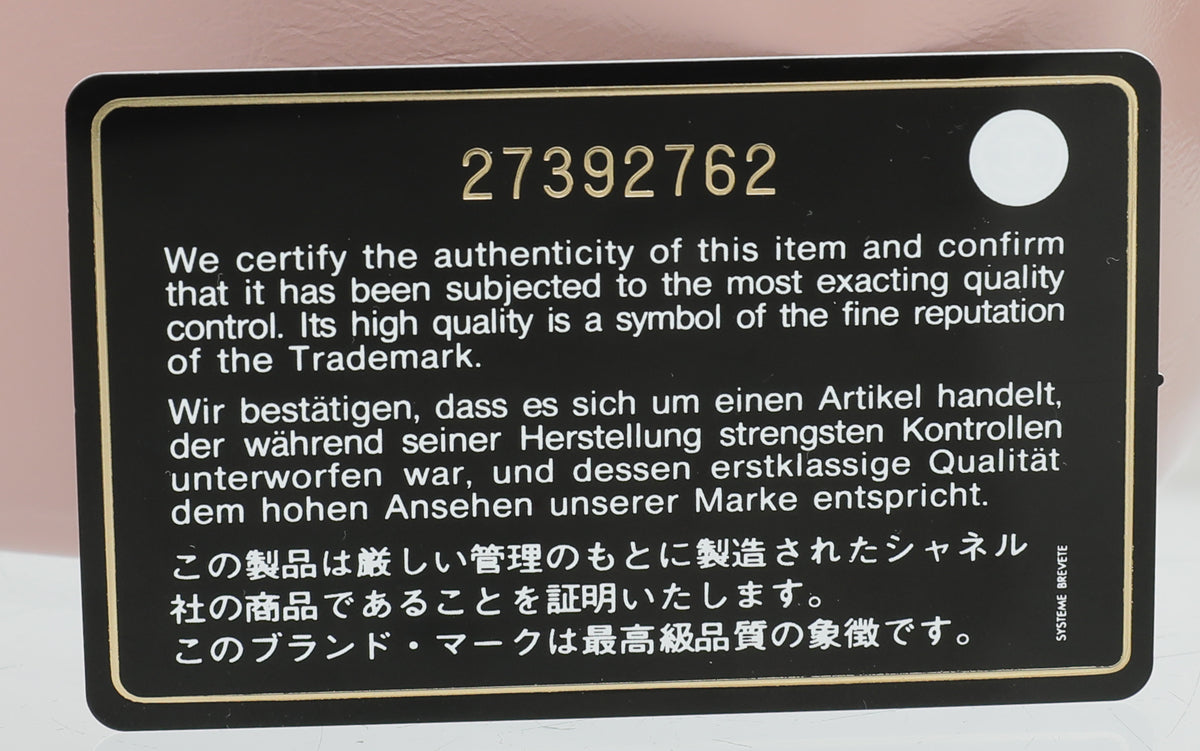 27392762
We certify the authenticity of this item and confirm
that it has been subjected to the most exacting quality
control. Its high quality is a symbol of the fine reputation
of the Trademark.
Wir bestätigen, dass es sich um einen Artikel handelt,
der während seiner Herstellung strengsten Kontrollen
unterworfen war, und dessen erstklassige Qualität
dem hohen Ansehen unserer Marke entspricht.
この製品は厳しい管理のもとに製造されたシャネル
社の商品であることを証明いたします。
このブランド・マークは最高級品質の象徴です。
SYSTEME BREVETE